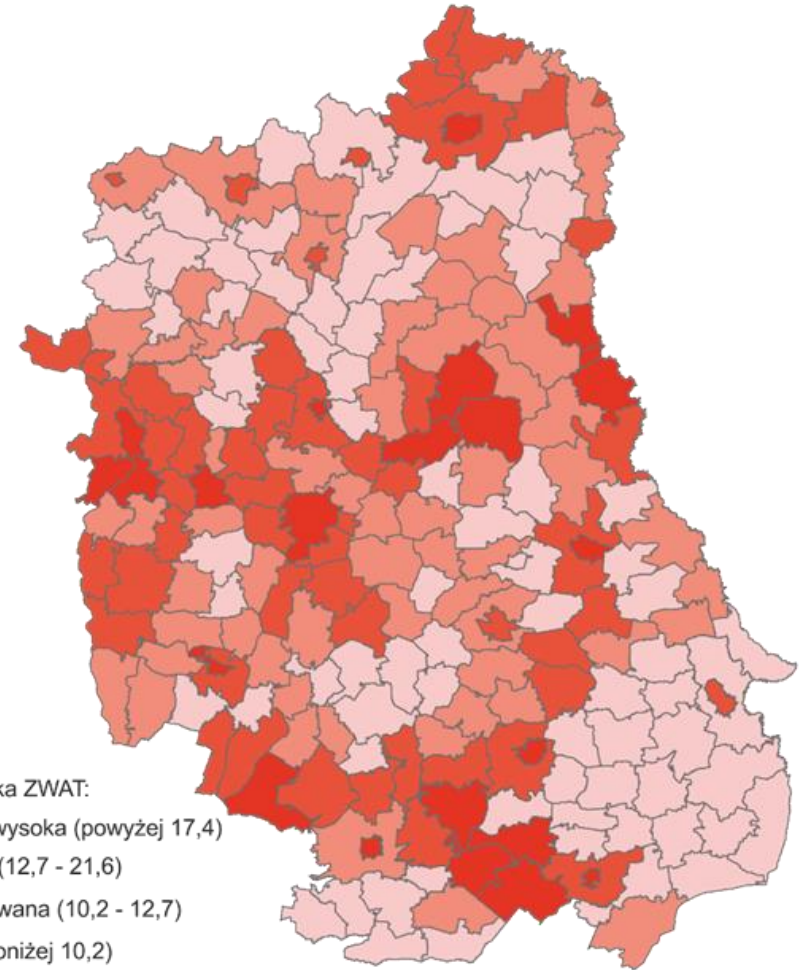 ka ZWAT:
wysoka (powyżej 17,4)
(12,7 - 21,6)
wana (10,2 - 12,7)
oniżej 10,2)